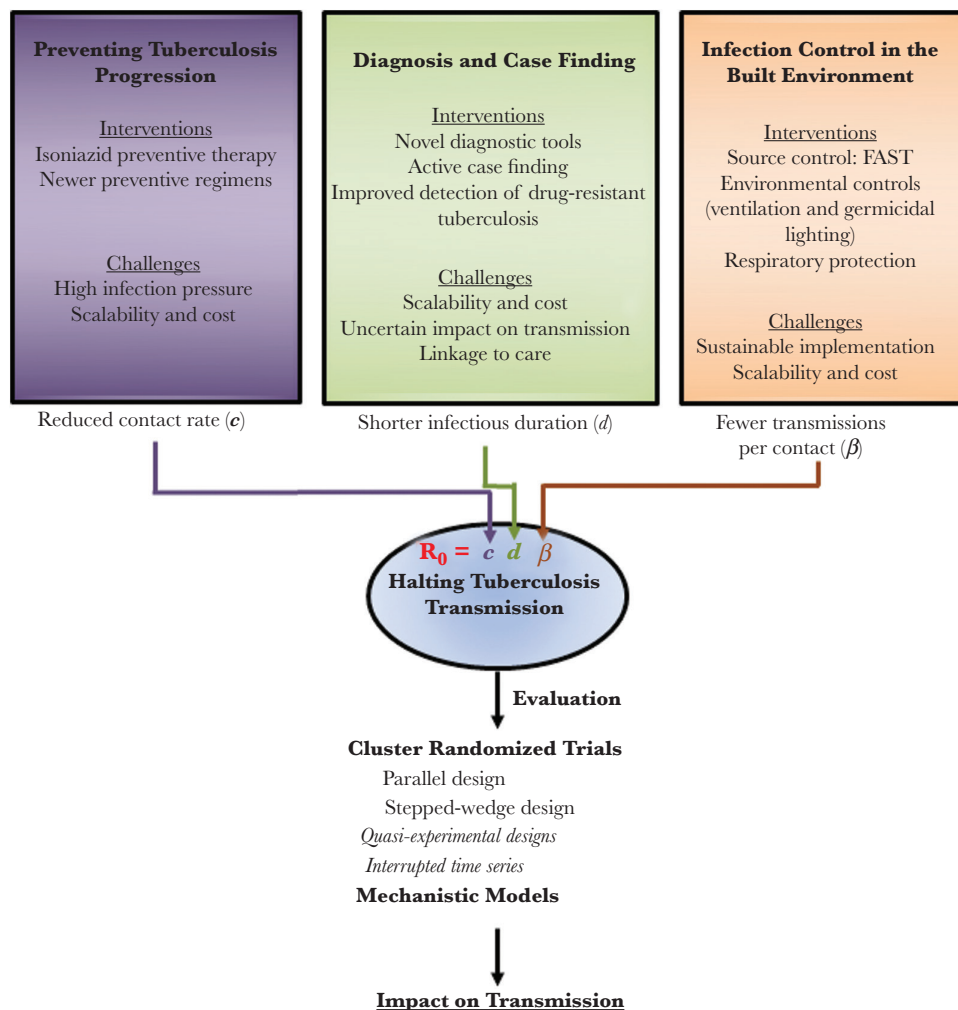 Preventing Tuberculosis
Progression
Interventions
Isoniazid preventive therapy
Newer preventive regimens
Challenges
High infection pressure
Scalability and cost
Diagnosis and Case Finding
Interventions
Novel diagnostic tools
Active case finding
Improved detection of drug-resistant
tuberculosis
Challenges
Scalability and cost
Uncertain impact on transmission
Linkage to care
Infection Control in the
Built Environment
Interventions
Source control: FAST
Environmental controls
(ventilation and germicidal
lighting)
Respiratory protection
Challenges
Sustainable implementation
Scalability and cost
Reduced contact rate (c)
Shorter infectious duration (d)
Fewer transmissions
per contact (β)
R₀ = c d β
Halting Tuberculosis
Transmission
Evaluation
Cluster Randomized Trials
Parallel design
Stepped-wedge design
Quasi-experimental designs
Interrupted time series
Mechanistic Models
Impact on Transmission